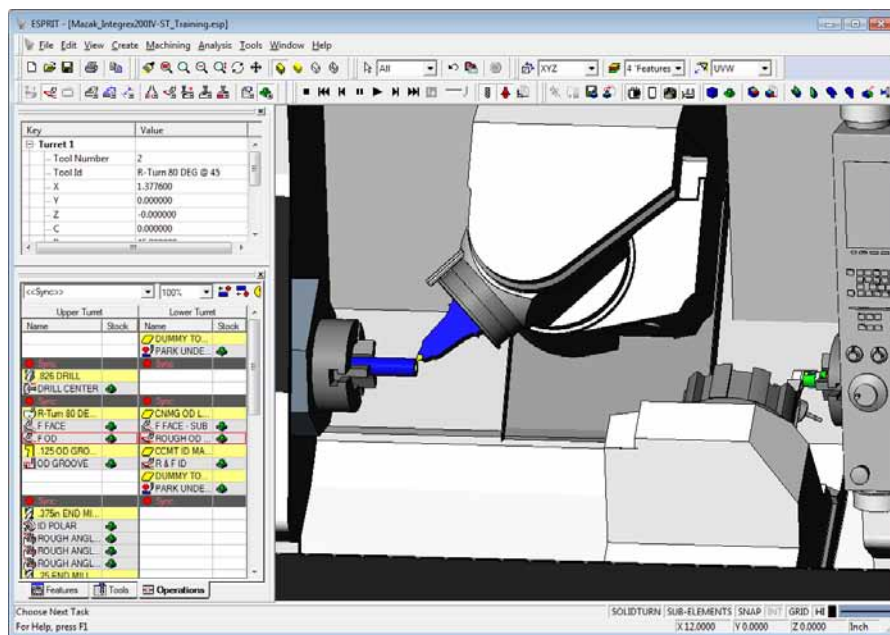 ESPRIT - [Mazak_Integrex200IV-ST_Training.esp]
File Edit View Create Machining Analysis Tools Window Help
All XYZ 4 'Features UVW
Key Value
Turret 1
Tool Number 2
Tool Id R-Turn 80 DEG @ 45
X 1.377600
Y 0.000000
Z -0.000000
C 0.000000
<<Sync>> 100%
Upper Turret Lower Turret
Name Stock Name Stock
DUMMY TO...
PARK UNDE...
Sync Sync
.826 DRILL
DRILL CENTER
Sync Sync
R-Turn 80 DE... CNMG OD L...
F FACE F FACE - SUB
F OD ROUGH OD ...
.125 OD GRO... CCMT ID MA...
OD GROOVE R & F ID
DUMMY TO...
PARK UNDE...
Sync Sync
.375in END MI...
ID POLAR
ROUGH ANGL...
ROUGH ANGL...
ROUGH ANGL...
.25 END MILL
Features Tools Operations
Choose Next Task SOLIDTURN SUB-ELEMENTS SNAP INT GRID HI
For Help, press F1 X 12.0000 Y 0.0000 Z 0.0000 Inch